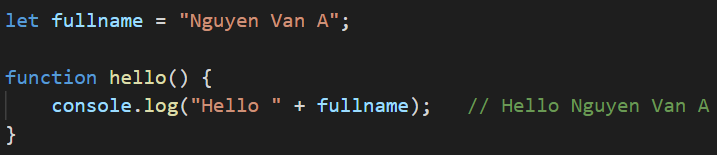 let fullname = "Nguyen Van A";
function hello() {
    console.log("Hello " + fullname);   // Hello Nguyen Van A
}